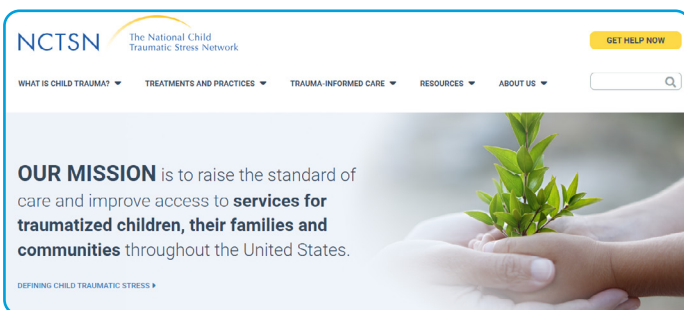 NCTSN
The National Child
Traumatic Stress Network
GET HELP NOW
WHAT IS CHILD TRAUMA? TREATMENTS AND PRACTICES TRAUMA-INFORMED CARE RESOURCES ABOUT US
OUR MISSION is to raise the standard of
care and improve access to services for
traumatized children, their families and
communities throughout the United States.
DEFINING CHILD TRAUMATIC STRESS